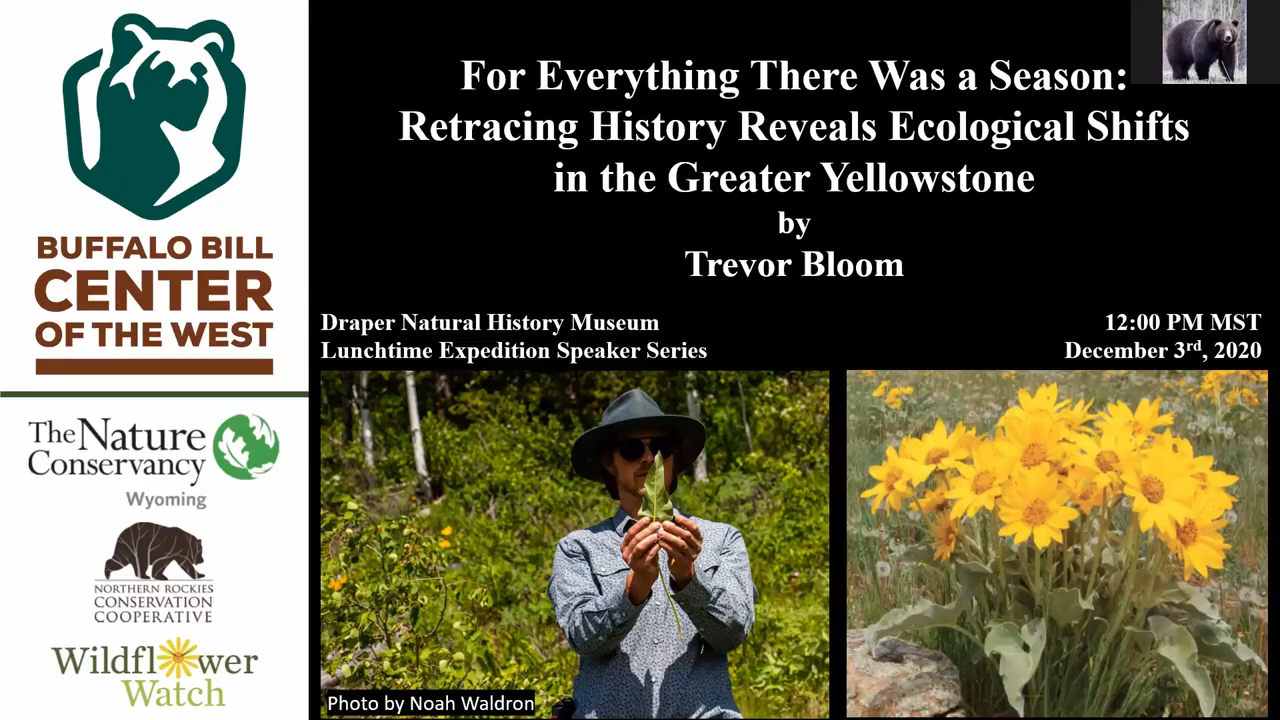 BUFFALO BILL
CENTER
OF THE WEST
The Nature
Conservancy
Wyoming
NORTHERN ROCKIES
CONSERVATION
COOPERATIVE
Wildflower
Watch
For Everything There Was a Season:
Retracing History Reveals Ecological Shifts
in the Greater Yellowstone
by
Trevor Bloom
Draper Natural History Museum
Lunchtime Expedition Speaker Series
12:00 PM MST
December 3rd, 2020
Photo by Noah Waldron